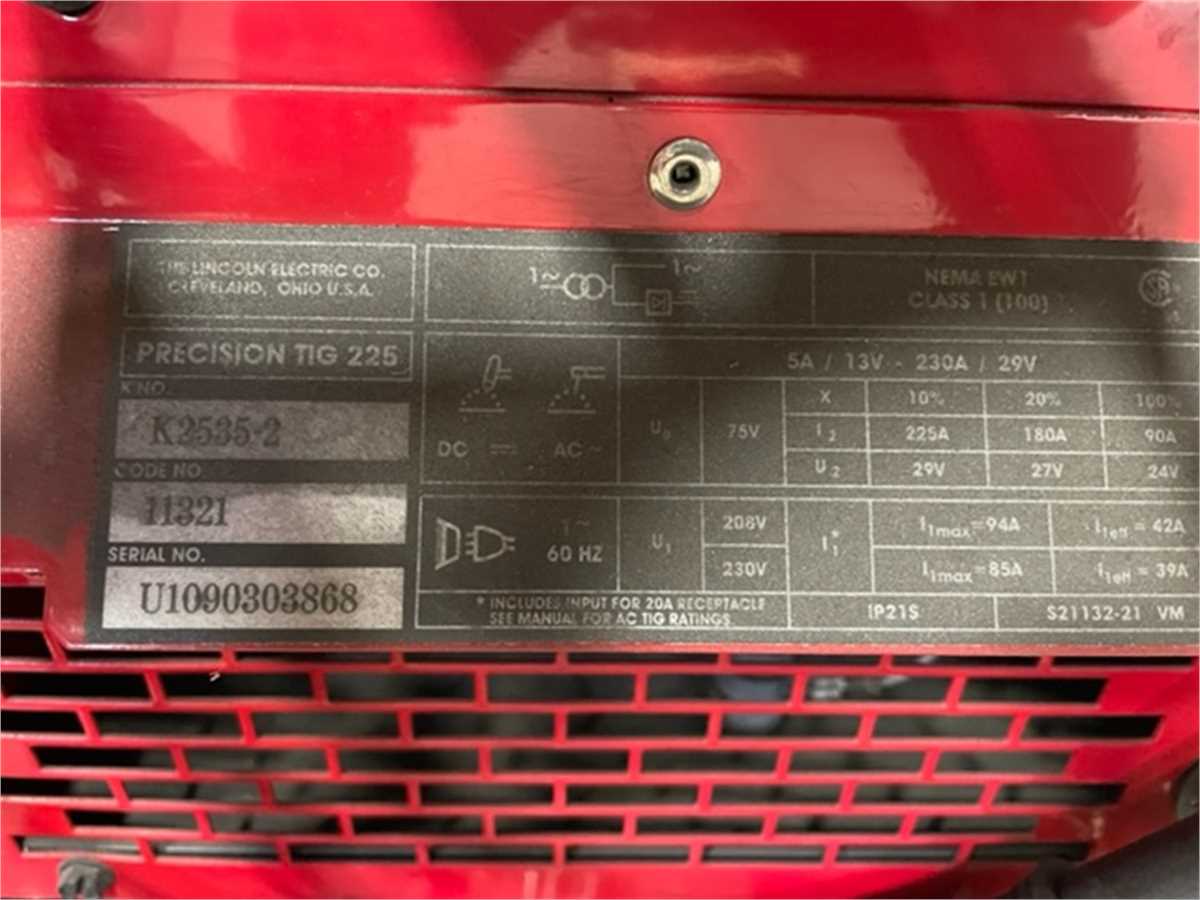 THE LINCOLN ELECTRIC CO.
CLEVELAND, OHIO U.S.A.
1~ 1~
NEMA EW1
CLASS 1 (100)
SA
PRECISION TIG 225
K NO.
K2535-2
CODE NO
11321
SERIAL NO.
U1090303868
DC AC ~
5A / 13V - 230A / 29V
U0 75V
X 10% 20% 100%
I2 225A 180A 90A
U2 29V 27V 24V
1~
60 HZ
U1
208V
230V
I1*
I1max=94A I1eff = 42A
I1max=85A I1eff = 39A
* INCLUDES INPUT FOR 20A RECEPTACLE
SEE MANUAL FOR AC TIG RATINGS
IP21S
S21132-21 VM